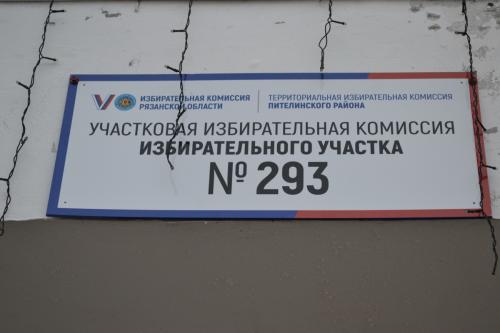 ИЗБИРАТЕЛЬНАЯ КОМИССИЯ
РЯЗАНСКОЙ ОБЛАСТИ
ТЕРРИТОРИАЛЬНАЯ ИЗБИРАТЕЛЬНАЯ КОМИССИЯ
ПИТЕЛИНСКОГО РАЙОНА
УЧАСТКОВАЯ ИЗБИРАТЕЛЬНАЯ КОМИССИЯ
ИЗБИРАТЕЛЬНОГО УЧАСТКА
№ 293